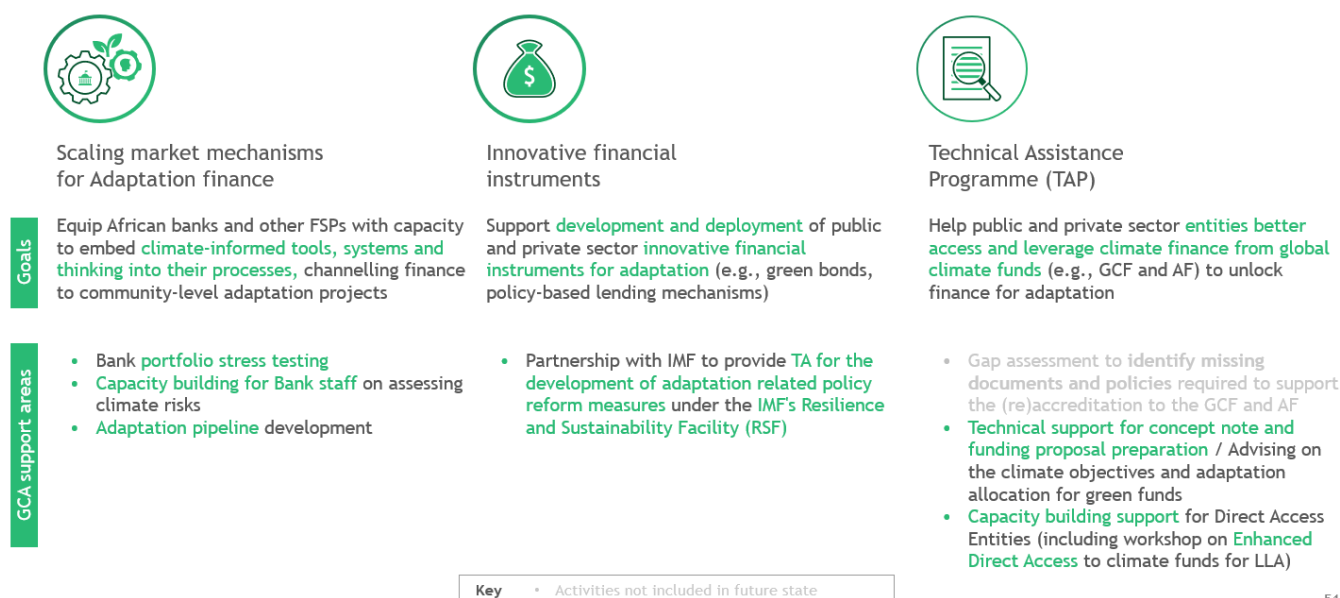 Scaling market mechanisms
for Adaptation finance
Innovative financial
instruments
Technical Assistance
Programme (TAP)
Goals
Equip African banks and other FSPs with capacity
to embed climate-informed tools, systems and
thinking into their processes, channelling finance
to community-level adaptation projects
Support development and deployment of public
and private sector innovative financial
instruments for adaptation (e.g., green bonds,
policy-based lending mechanisms)
Help public and private sector entities better
access and leverage climate finance from global
climate funds (e.g., GCF and AF) to unlock
finance for adaptation
GCA support areas
• Bank portfolio stress testing
• Capacity building for Bank staff on assessing
climate risks
• Adaptation pipeline development
• Partnership with IMF to provide TA for the
development of adaptation related policy
reform measures under the IMF's Resilience
and Sustainability Facility (RSF)
• Gap assessment to identify missing
documents and policies required to support
the (re)accreditation to the GCF and AF
• Technical support for concept note and
funding proposal preparation / Advising on
the climate objectives and adaptation
allocation for green funds
• Capacity building support for Direct Access
Entities (including workshop on Enhanced
Direct Access to climate funds for LLA)
Key • Activities not included in future state